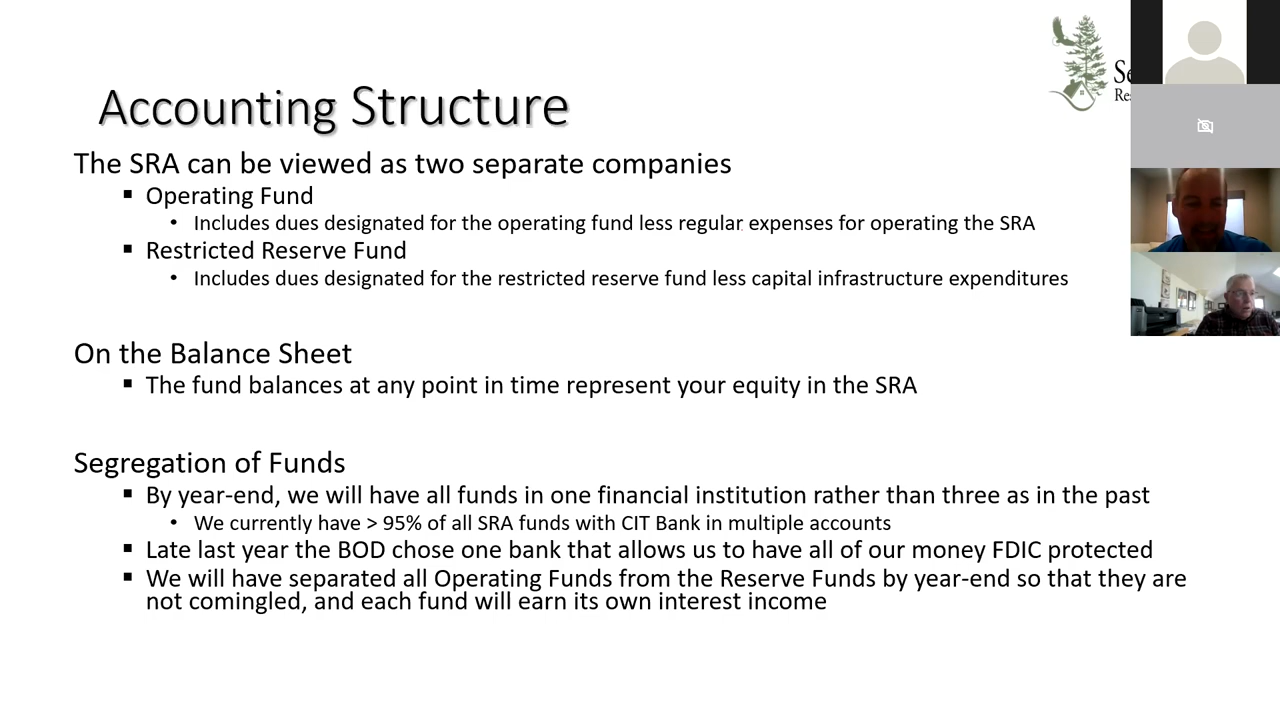 Accounting Structure
The SRA can be viewed as two separate companies
Operating Fund
Includes dues designated for the operating fund less regular expenses for operating the SRA
Restricted Reserve Fund
Includes dues designated for the restricted reserve fund less capital infrastructure expenditures
On the Balance Sheet
The fund balances at any point in time represent your equity in the SRA
Segregation of Funds
By year-end, we will have all funds in one financial institution rather than three as in the past
We currently have > 95% of all SRA funds with CIT Bank in multiple accounts
Late last year the BOD chose one bank that allows us to have all of our money FDIC protected
We will have separated all Operating Funds from the Reserve Funds by year-end so that they are
not comingled, and each fund will earn its own interest income